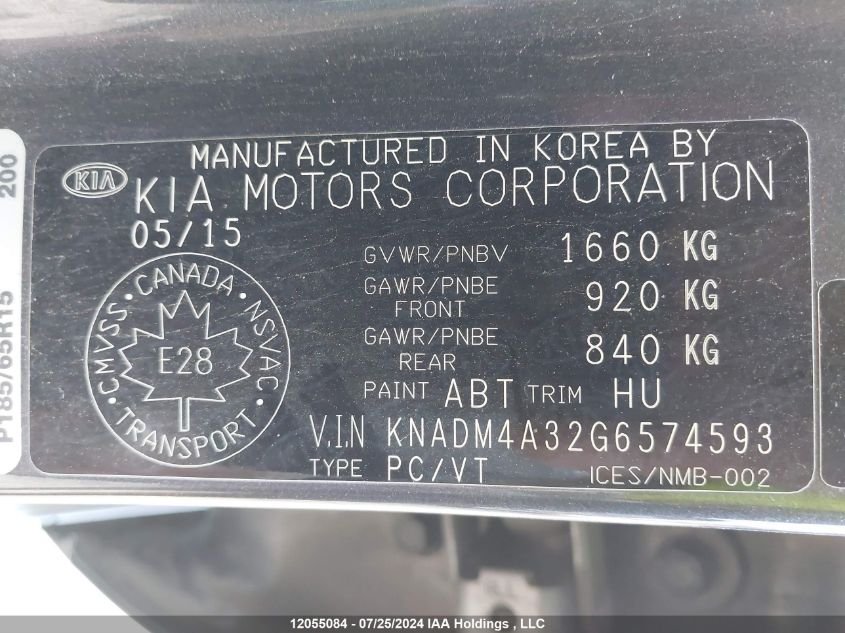 MANUFACTURED IN KOREA BY
KIA
KIA MOTORS CORPORATION
05/15
GVWR/PNBV 1660 KG
GAWR/PNBE FRONT 920 KG
GAWR/PNBE REAR 840 KG
PAINT ABT TRIM HU
V.I.N KNADM4A32G6574593
TYPE PC/VT
ICES/NMB-002
CANADA
CMVSS • NSVAC
E28
TRANSPORT
P185/65R15 200
12055084 - 07/25/2024 IAA Holdings , LLC